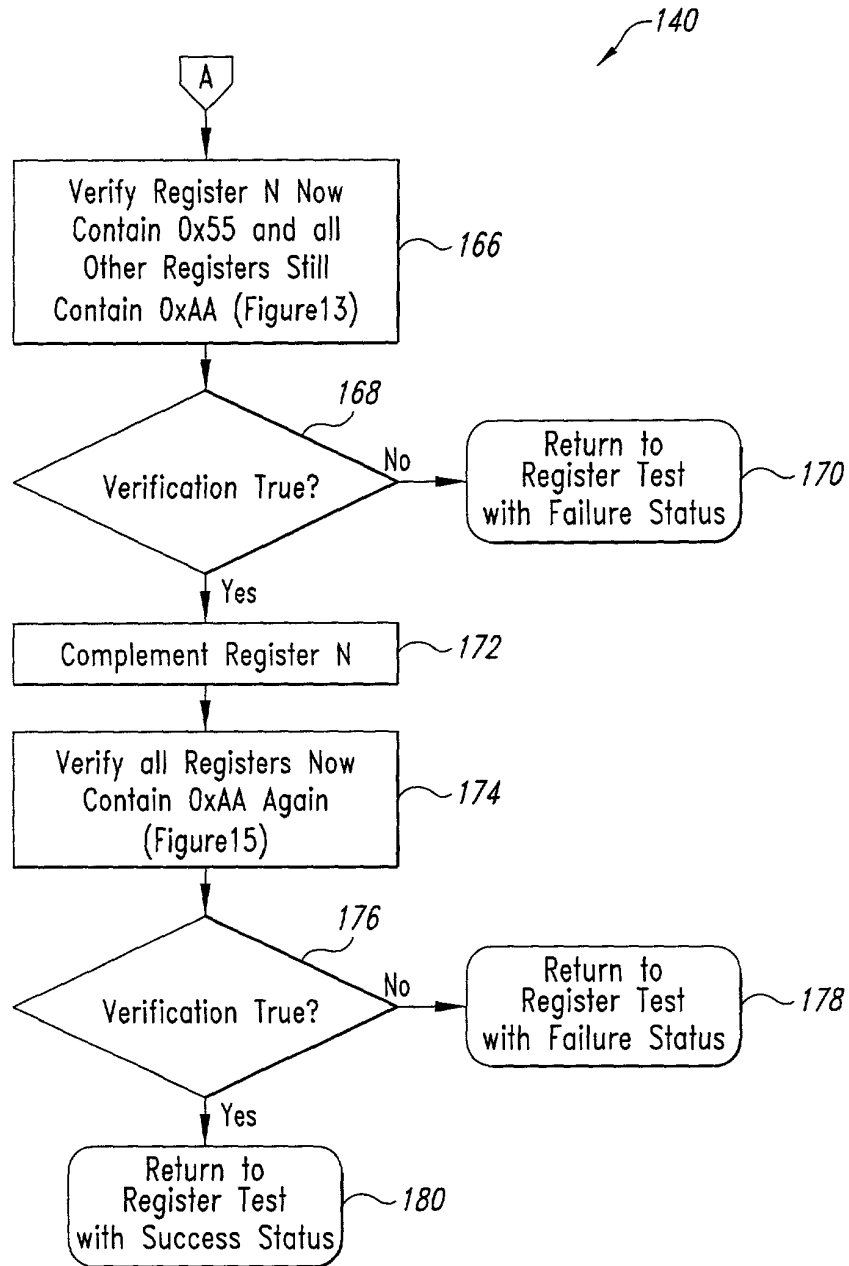 140
A
Verify Register N Now
Contain 0x55 and all
Other Registers Still
Contain 0xAA (Figure13)
166
168
Verification True?
No
Return to
Register Test
with Failure Status
170
Yes
Complement Register N
172
Verify all Registers Now
Contain 0xAA Again
(Figure15)
174
176
Verification True?
No
Return to
Register Test
with Failure Status
178
Yes
Return to
Register Test
with Success Status
180